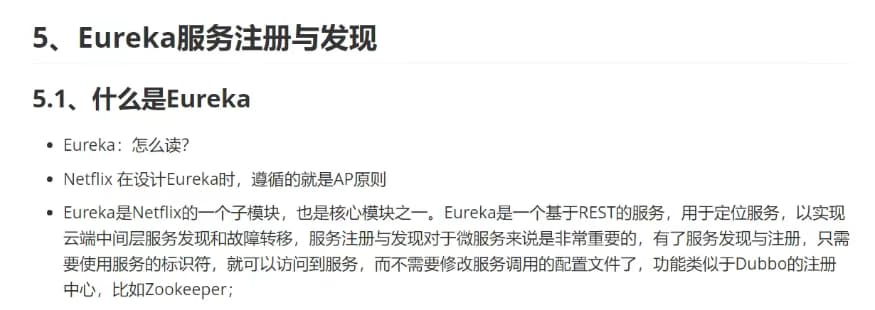 5、Eureka服务注册与发现
5.1、什么是Eureka
• Eureka：怎么读？
• Netflix 在设计Eureka时，遵循的就是AP原则
• Eureka是Netflix的一个子模块，也是核心模块之一。Eureka是一个基于REST的服务，用于定位服务，以实现
云端中间层服务发现和故障转移，服务注册与发现对于微服务来说是非常重要的，有了服务发现与注册，只需
要使用服务的标识符，就可以访问到服务，而不需要修改服务调用的配置文件了，功能类似于Dubbo的注册
中心，比如Zookeeper；